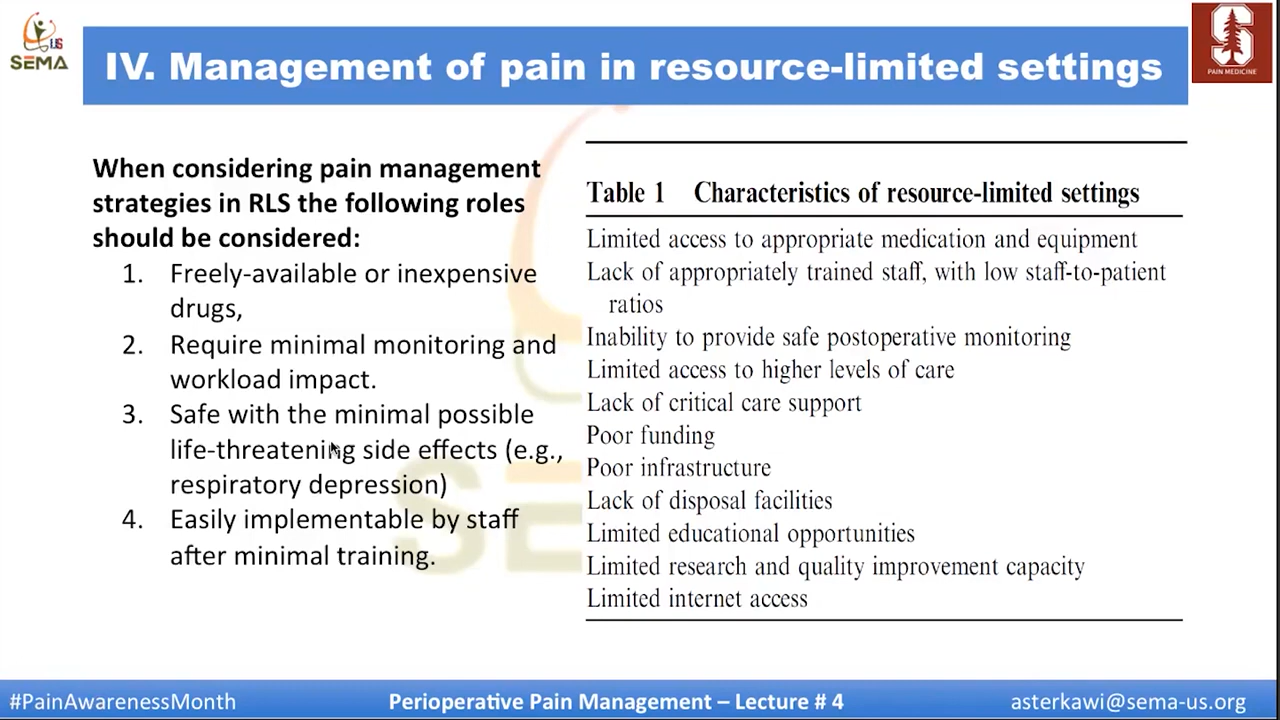 US
SEMA
IV. Management of pain in resource-limited settings
S
PAIN MEDICINE
When considering pain management
strategies in RLS the following roles
should be considered:
1. Freely-available or inexpensive
drugs,
2. Require minimal monitoring and
workload impact.
3. Safe with the minimal possible
life-threatening side effects (e.g.,
respiratory depression)
4. Easily implementable by staff
after minimal training.
Table 1 Characteristics of resource-limited settings
Limited access to appropriate medication and equipment
Lack of appropriately trained staff, with low staff-to-patient
ratios
Inability to provide safe postoperative monitoring
Limited access to higher levels of care
Lack of critical care support
Poor funding
Poor infrastructure
Lack of disposal facilities
Limited educational opportunities
Limited research and quality improvement capacity
Limited internet access
#PainAwarenessMonth
Perioperative Pain Management – Lecture # 4
asterkawi@sema-us.org